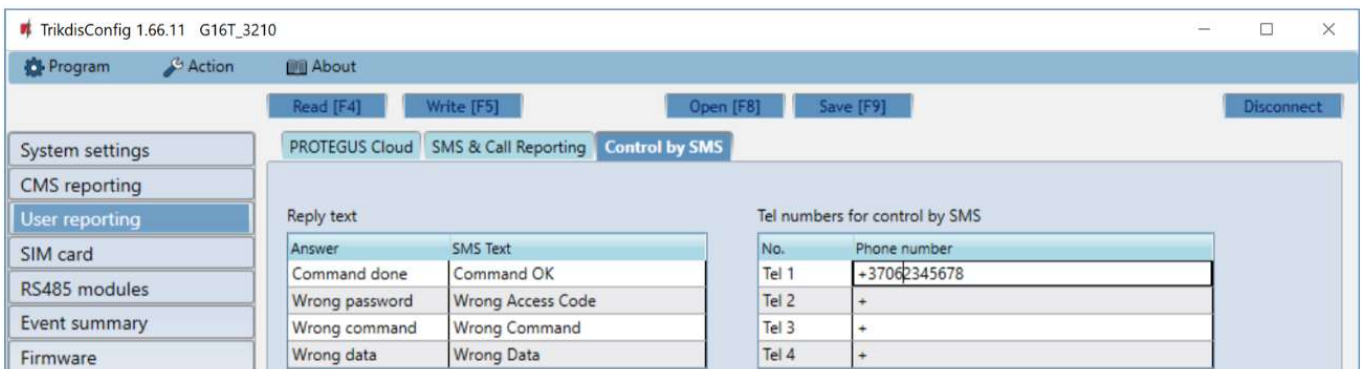 TrikdisConfig 1.66.11 G16T_3210
Program Action About
Read [F4] Write [F5] Open [F8] Save [F9] Disconnect
System settings
CMS reporting
User reporting
SIM card
RS485 modules
Event summary
Firmware
PROTEGUS Cloud SMS & Call Reporting Control by SMS
Reply text
Answer SMS Text
Command done Command OK
Wrong password Wrong Access Code
Wrong command Wrong Command
Wrong data Wrong Data
Tel numbers for control by SMS
No. Phone number
Tel 1 +37062345678
Tel 2 +
Tel 3 +
Tel 4 +